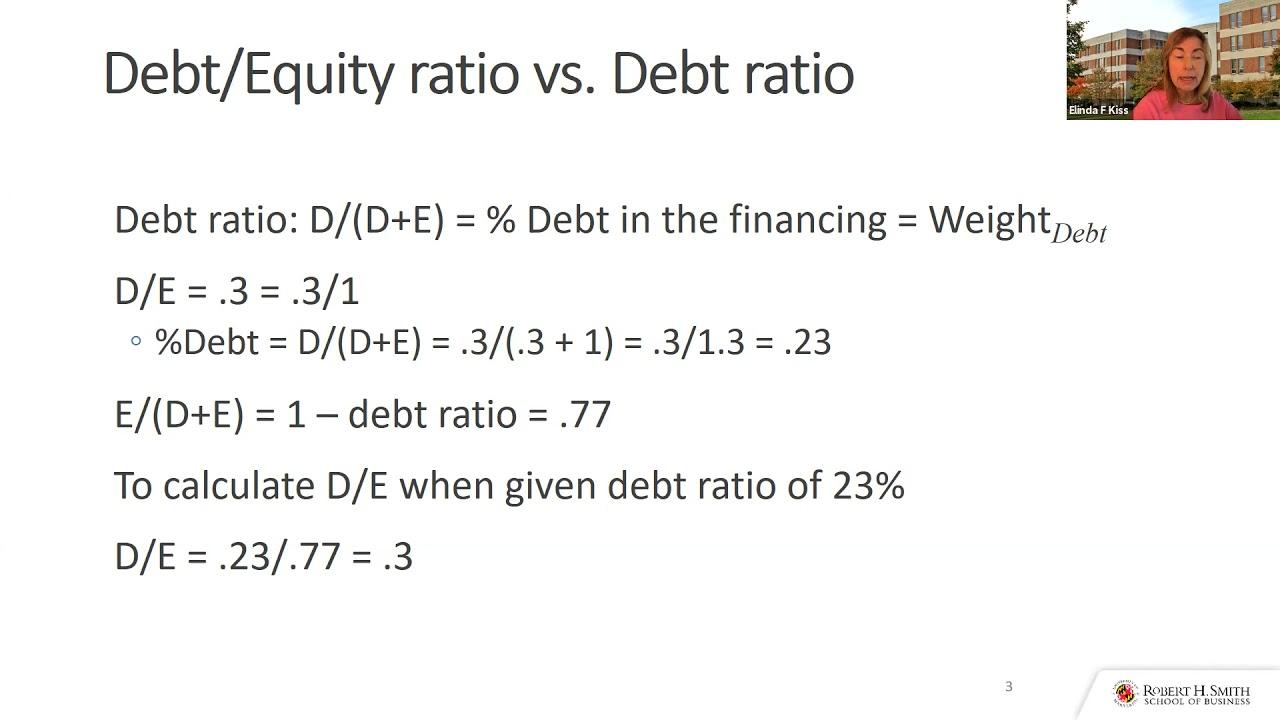 Debt/Equity ratio vs. Debt ratio
Elinda F Kiss
Debt ratio: D/(D+E) = % Debt in the financing = Weight Debt
D/E = .3 = .3/1
◦ %Debt = D/(D+E) = .3/(.3 + 1) = .3/1.3 = .23
E/(D+E) = 1 – debt ratio = .77
To calculate D/E when given debt ratio of 23%
D/E = .23/.77 = .3
3
ROBERT H. SMITH
SCHOOL OF BUSINESS